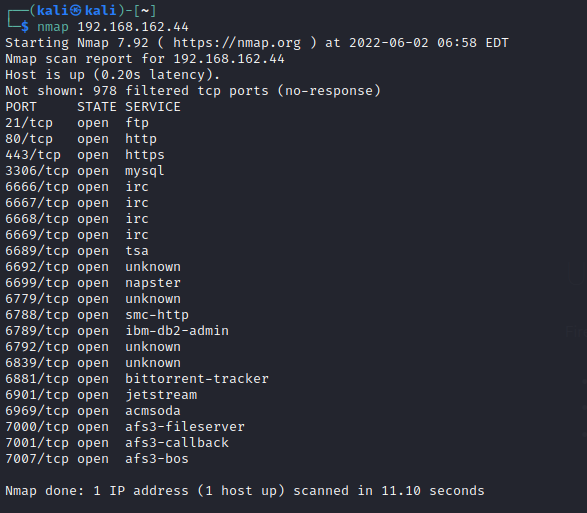 ┌──(kali㉿kali)-[~]
└─$ nmap 192.168.162.44
Starting Nmap 7.92 ( https://nmap.org ) at 2022-06-02 06:58 EDT
Nmap scan report for 192.168.162.44
Host is up (0.20s latency).
Not shown: 978 filtered tcp ports (no-response)
PORT     STATE SERVICE
21/tcp   open  ftp
80/tcp   open  http
443/tcp  open  https
3306/tcp open  mysql
6666/tcp open  irc
6667/tcp open  irc
6668/tcp open  irc
6669/tcp open  irc
6689/tcp open  tsa
6692/tcp open  unknown
6699/tcp open  napster
6779/tcp open  unknown
6788/tcp open  smc-http
6789/tcp open  ibm-db2-admin
6792/tcp open  unknown
6839/tcp open  unknown
6881/tcp open  bittorrent-tracker
6901/tcp open  jetstream
6969/tcp open  acmsoda
7000/tcp open  afs3-fileserver
7001/tcp open  afs3-callback
7007/tcp open  afs3-bos

Nmap done: 1 IP address (1 host up) scanned in 11.10 seconds